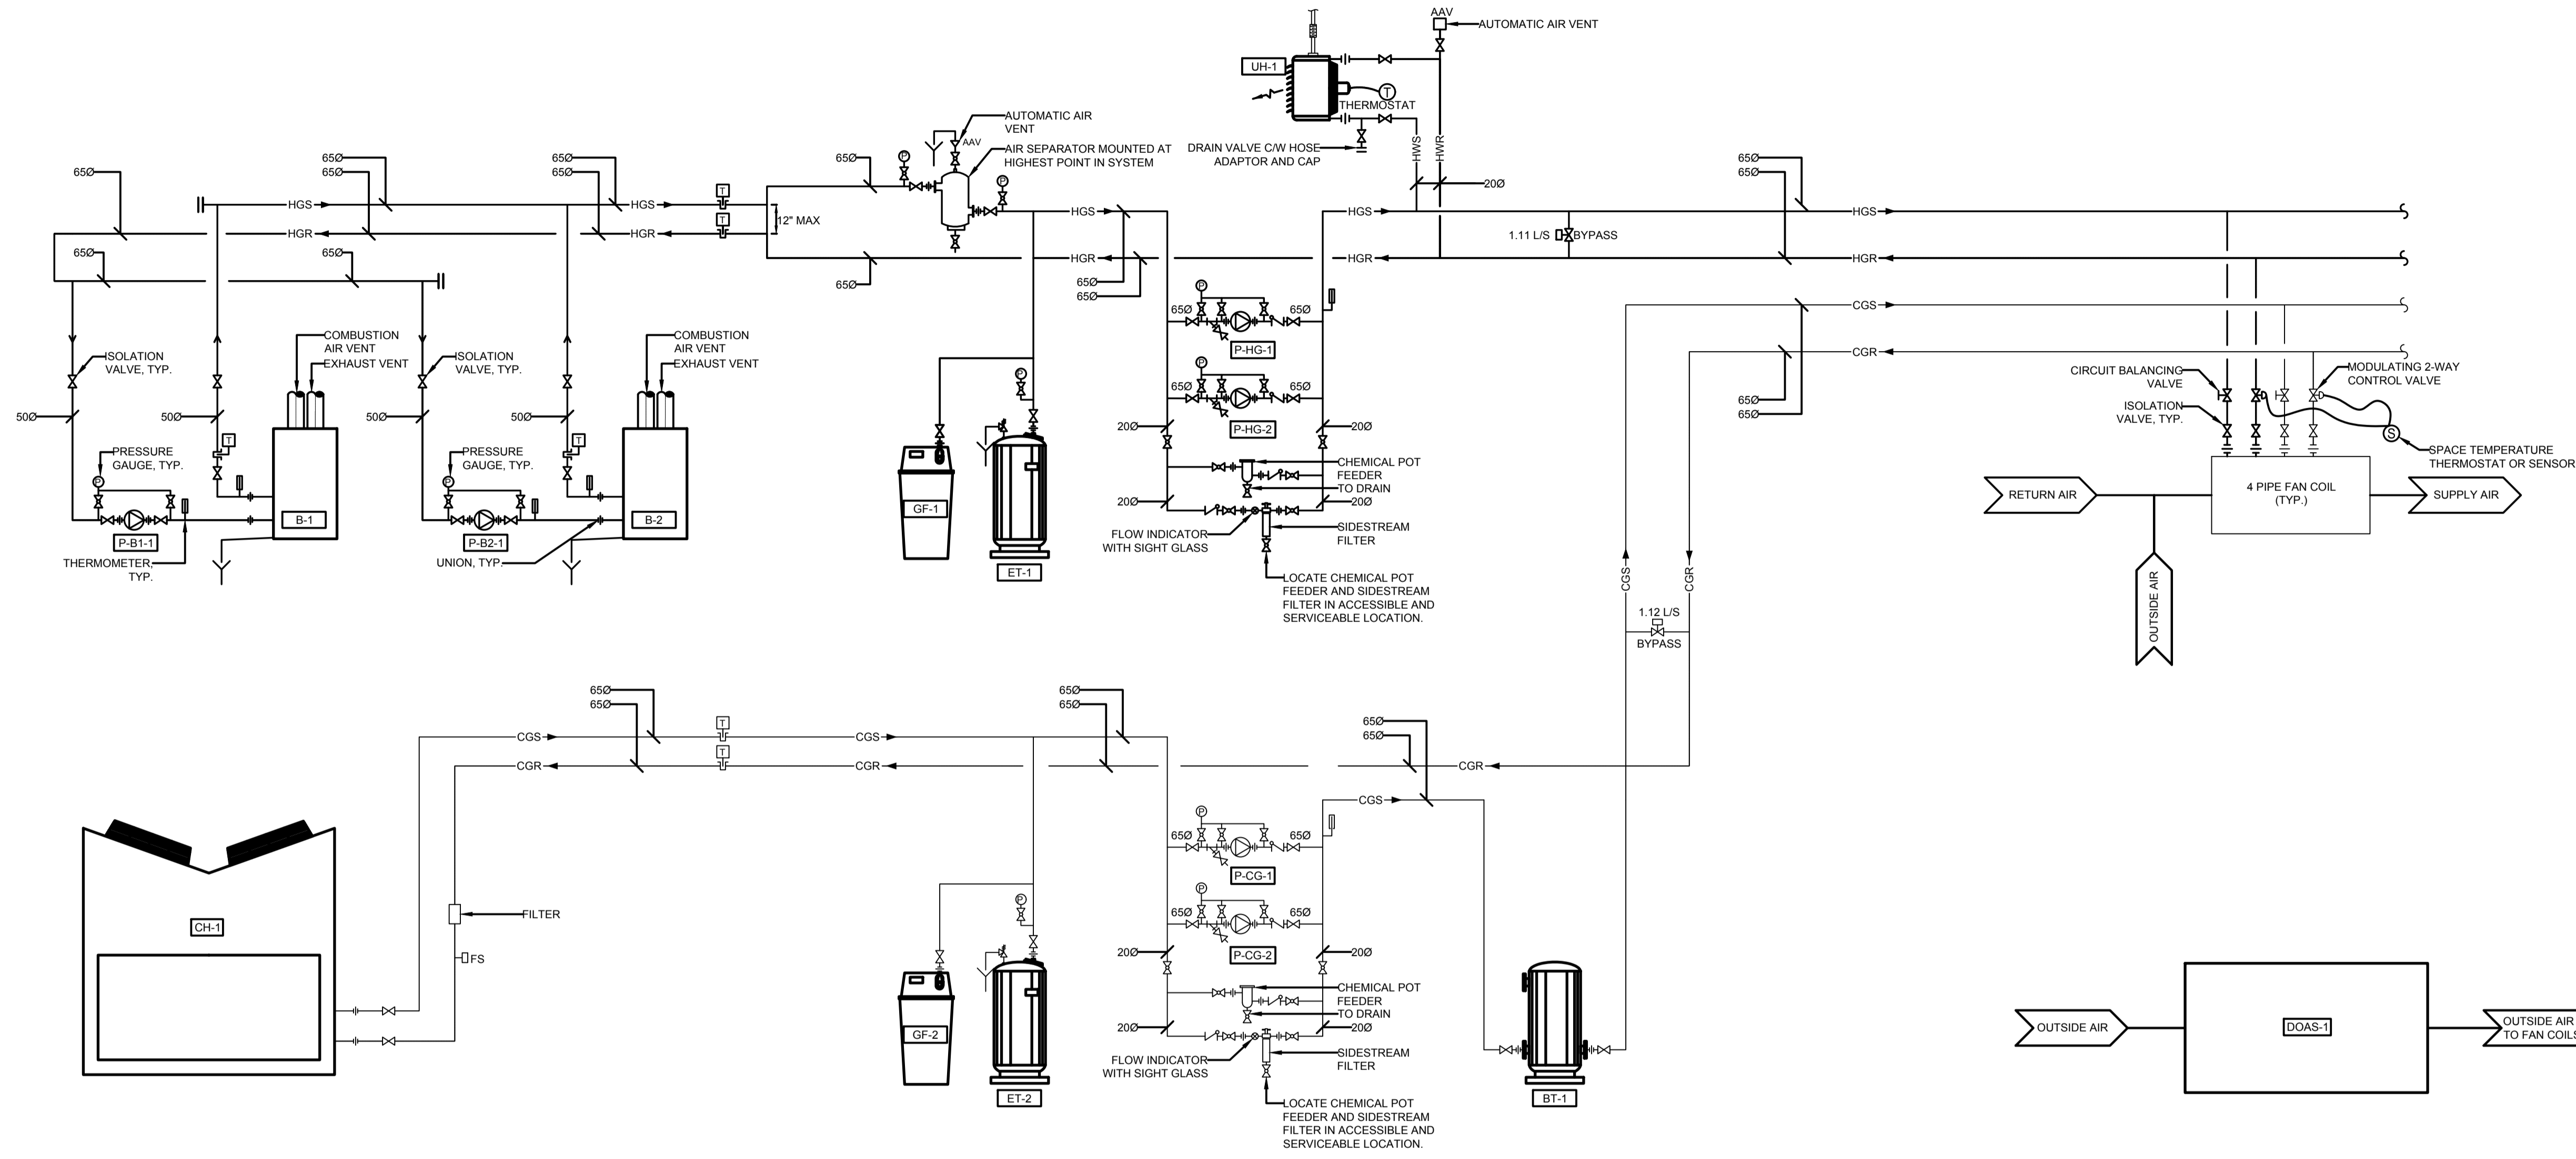 AAV
AUTOMATIC AIR VENT
UH-1
T
THERMOSTAT
DRAIN VALVE C/W HOSE
ADAPTOR AND CAP
HWS
HWR
20Ø
AUTOMATIC AIR
VENT
AAV
AIR SEPARATOR MOUNTED AT
HIGHEST POINT IN SYSTEM
P
P
65Ø
65Ø
65Ø
65Ø
65Ø
65Ø
65Ø
65Ø
65Ø
T
T
HGS
HGS
HGR
HGR
12" MAX
65Ø
65Ø
65Ø
HGS
HGR
65Ø
65Ø
HGS
HGR
1.11 L/S
BYPASS
HGS
HGR
CGS
CGR
COMBUSTION
AIR VENT
EXHAUST VENT
COMBUSTION
AIR VENT
EXHAUST VENT
ISOLATION
VALVE, TYP.
ISOLATION
VALVE, TYP.
50Ø
50Ø
50Ø
50Ø
T
T
PRESSURE
GAUGE, TYP.
PRESSURE
GAUGE, TYP.
P
P
B-1
B-2
P-B1-1
P-B2-1
THERMOMETER,
TYP.
UNION, TYP.
P
GF-1
ET-1
P
65Ø
65Ø
P-HG-1
P
65Ø
65Ø
P-HG-2
20Ø
20Ø
CHEMICAL POT
FEEDER
TO DRAIN
20Ø
20Ø
FLOW INDICATOR
WITH SIGHT GLASS
SIDESTREAM
FILTER
LOCATE CHEMICAL POT
FEEDER AND SIDESTREAM
FILTER IN ACCESSIBLE AND
SERVICEABLE LOCATION.
65Ø
65Ø
CGS
CGR
1.12 L/S
BYPASS
CIRCUIT BALANCING
VALVE
ISOLATION
VALVE, TYP.
MODULATING 2-WAY
CONTROL VALVE
S
SPACE TEMPERATURE
THERMOSTAT OR SENSOR
RETURN AIR
4 PIPE FAN COIL
(TYP.)
SUPPLY AIR
OUTSIDE AIR
65Ø
65Ø
T
T
CGS
CGR
CGS
CGR
65Ø
65Ø
65Ø
65Ø
CGR
CGS
CH-1
FILTER
FS
P
GF-2
ET-2
P
65Ø
65Ø
P-CG-1
P
65Ø
65Ø
P-CG-2
20Ø
20Ø
CHEMICAL POT
FEEDER
TO DRAIN
20Ø
20Ø
FLOW INDICATOR
WITH SIGHT GLASS
SIDESTREAM
FILTER
LOCATE CHEMICAL POT
FEEDER AND SIDESTREAM
FILTER IN ACCESSIBLE AND
SERVICEABLE LOCATION.
BT-1
OUTSIDE AIR
DOAS-1
OUTSIDE AIR
TO FAN COILS